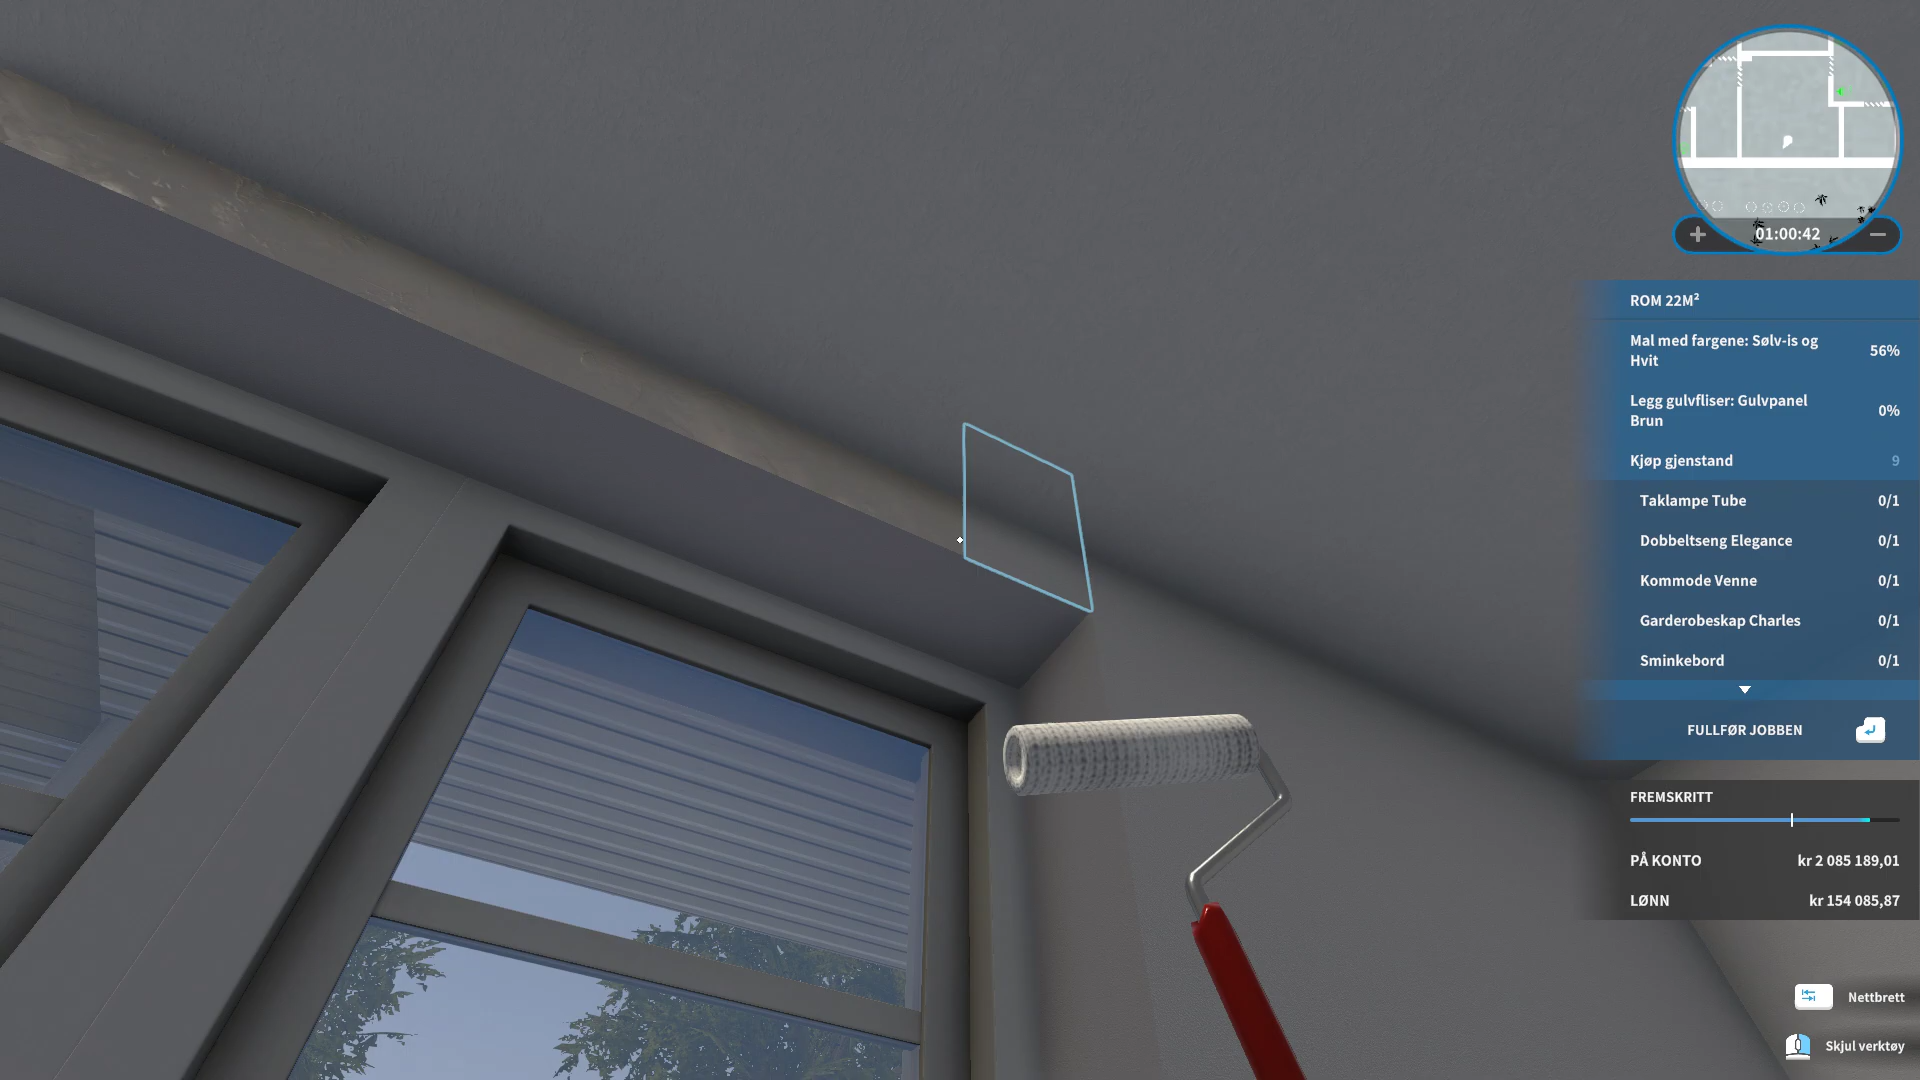 01:00:42
ROM 22M²
Mal med fargene: Sølv-is og
Hvit
56%
Legg gulvfliser: Gulvpanel
Brun
0%
Kjøp gjenstand 9
Taklampe Tube 0/1
Dobbeltseng Elegance 0/1
Kommode Venne 0/1
Garderobeskap Charles 0/1
Sminkebord 0/1
FULLFØR JOBBEN
FREMSKRITT
PÅ KONTO kr 2 085 189,01
LØNN kr 154 085,87
Nettbrett
Skjul verktøy